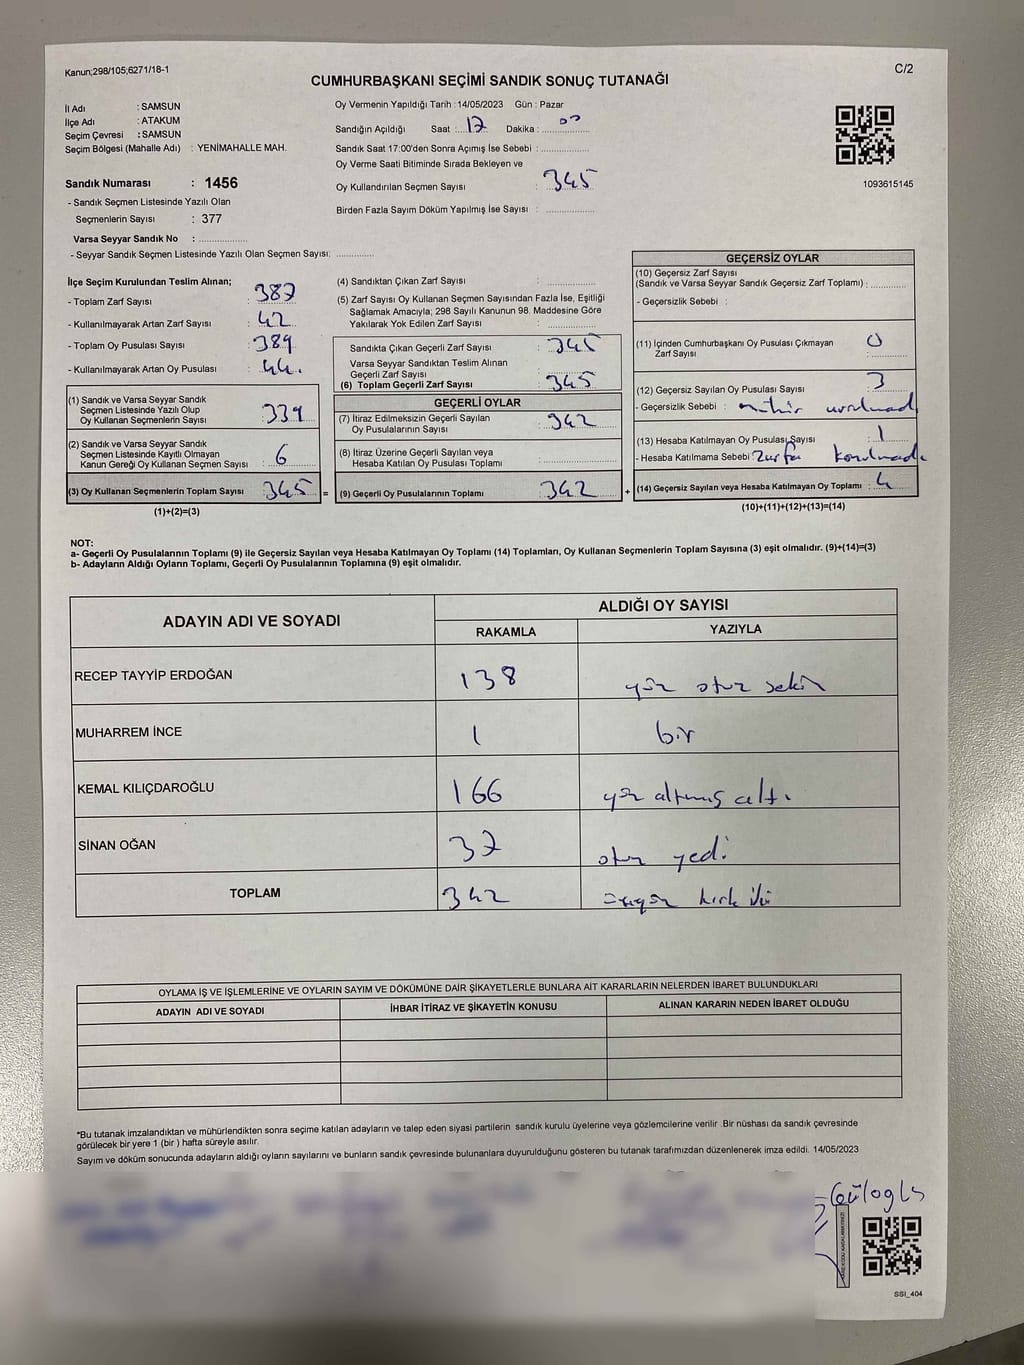 Kanun;298/105;6271/18-1
C/2
CUMHURBAŞKANI SEÇİMİ SANDIK SONUÇ TUTANAĞI
İl Adı : SAMSUN
İlçe Adı : ATAKUM
Seçim Çevresi : SAMSUN
Seçim Bölgesi (Mahalle Adı) : YENİMAHALLE MAH.
Sandık Numarası : 1456
- Sandık Seçmen Listesinde Yazılı Olan
Seçmenlerin Sayısı : 377
Varsa Seyyar Sandık No : ................
- Seyyar Sandık Seçmen Listesinde Yazılı Olan Seçmen Sayısı: ............
Oy Vermenin Yapıldığı Tarih :14/05/2023 Gün : Pazar
Sandığın Açıldığı Saat : 17 Dakika : 00
Sandık Saat 17:00'den Sonra Açımış İse Sebebi : ............
Oy Verme Saati Bitiminde Sırada Bekleyen ve
Oy Kullandırılan Seçmen Sayısı : 345
Birden Fazla Sayım Döküm Yapılmış İse Sayısı : ............
1093615145
İlçe Seçim Kurulundan Teslim Alınan;
- Toplam Zarf Sayısı : 387
- Kullanılmayarak Artan Zarf Sayısı : 42
- Toplam Oy Pusulası Sayısı : 389
- Kullanılmayarak Artan Oy Pusulası : 44.
(1) Sandık ve Varsa Seyyar Sandık
Seçmen Listesinde Yazılı Olup
Oy Kullanan Seçmenlerin Sayısı : 339
(2) Sandık ve Varsa Seyyar Sandık
Seçmen Listesinde Kayıtlı Olmayan
Kanun Gereği Oy Kullanan Seçmen Sayısı : 6
(3) Oy Kullanan Seçmenlerin Toplam Sayısı : 345 =
(1)+(2)=(3)
(4) Sandıktan Çıkan Zarf Sayısı : ............
(5) Zarf Sayısı Oy Kullanan Seçmen Sayısından Fazla İse, Eşitliği
Sağlamak Amacıyla; 298 Sayılı Kanunun 98. Maddesine Göre
Yakılarak Yok Edilen Zarf Sayısı : ............
Sandıkta Çıkan Geçerli Zarf Sayısı : 345
Varsa Seyyar Sandıktan Teslim Alınan
Geçerli Zarf Sayısı : ............
(6) Toplam Geçerli Zarf Sayısı : 345
GEÇERLİ OYLAR
(7) İtiraz Edilmeksizin Geçerli Sayılan
Oy Pusulalarının Sayısı : 342
(8) İtiraz Üzerine Geçerli Sayılan veya
Hesaba Katılan Oy Pusulası Toplamı : ............
(9) Geçerli Oy Pusulalarının Toplamı : 342 +
GEÇERSİZ OYLAR
(10) Geçersiz Zarf Sayısı
(Sandık ve Varsa Seyyar Sandık Geçersiz Zarf Toplamı) : ............
- Geçersizlik Sebebi :
(11) İçinden Cumhurbaşkanı Oy Pusulası Çıkmayan
Zarf Sayısı : 0
(12) Geçersiz Sayılan Oy Pusulası Sayısı : 3
- Geçersizlik Sebebi : mühür vurulmadı
(13) Hesaba Katılmayan Oy Pusulası Sayısı : 1
- Hesaba Katılmama Sebebi : Zarfa konulmadı
(14) Geçersiz Sayılan veya Hesaba Katılmayan Oy Toplamı : 4
(10)+(11)+(12)+(13)=(14)
NOT:
a- Geçerli Oy Pusulalarının Toplamı (9) ile Geçersiz Sayılan veya Hesaba Katılmayan Oy Toplamı (14) Toplamları, Oy Kullanan Seçmenlerin Toplam Sayısına (3) eşit olmalıdır. (9)+(14)=(3)
b- Adayların Aldığı Oyların Toplamı, Geçerli Oy Pusulalarının Toplamına (9) eşit olmalıdır.
ADAYIN ADI VE SOYADI ALDIĞI OY SAYISI
RAKAMLA YAZIYLA
RECEP TAYYİP ERDOĞAN 138 yüz otuz sekiz
MUHARREM İNCE 1 bir
KEMAL KILIÇDAROĞLU 166 yüz altmış altı
SİNAN OĞAN 37 otuz yedi
TOPLAM 342 üçyüz kırk iki
OYLAMA İŞ VE İŞLEMLERİNE VE OYLARIN SAYIM VE DÖKÜMÜNE DAİR ŞİKAYETLERLE BUNLARA AİT KARARLARIN NELERDEN İBARET BULUNDUKLARI
ADAYIN ADI VE SOYADI İHBAR İTİRAZ VE ŞİKAYETİN KONUSU ALINAN KARARIN NEDEN İBARET OLDUĞU
*Bu tutanak imzalandıktan ve mühürlendikten sonra seçime katılan adayların ve talep eden siyasi partilerin sandık kurulu üyelerine veya gözlemcilerine verilir .Bir nüshası da sandık çevresinde
görülecek bir yere 1 (bir ) hafta süreyle asılır.
Sayım ve döküm sonucunda adayların aldığı oyların sayılarını ve bunların sandık çevresinde bulunanlara duyurulduğunu gösteren bu tutanak tarafımızdan düzenlenerek imza edildi. 14/05/2023
SSI_404